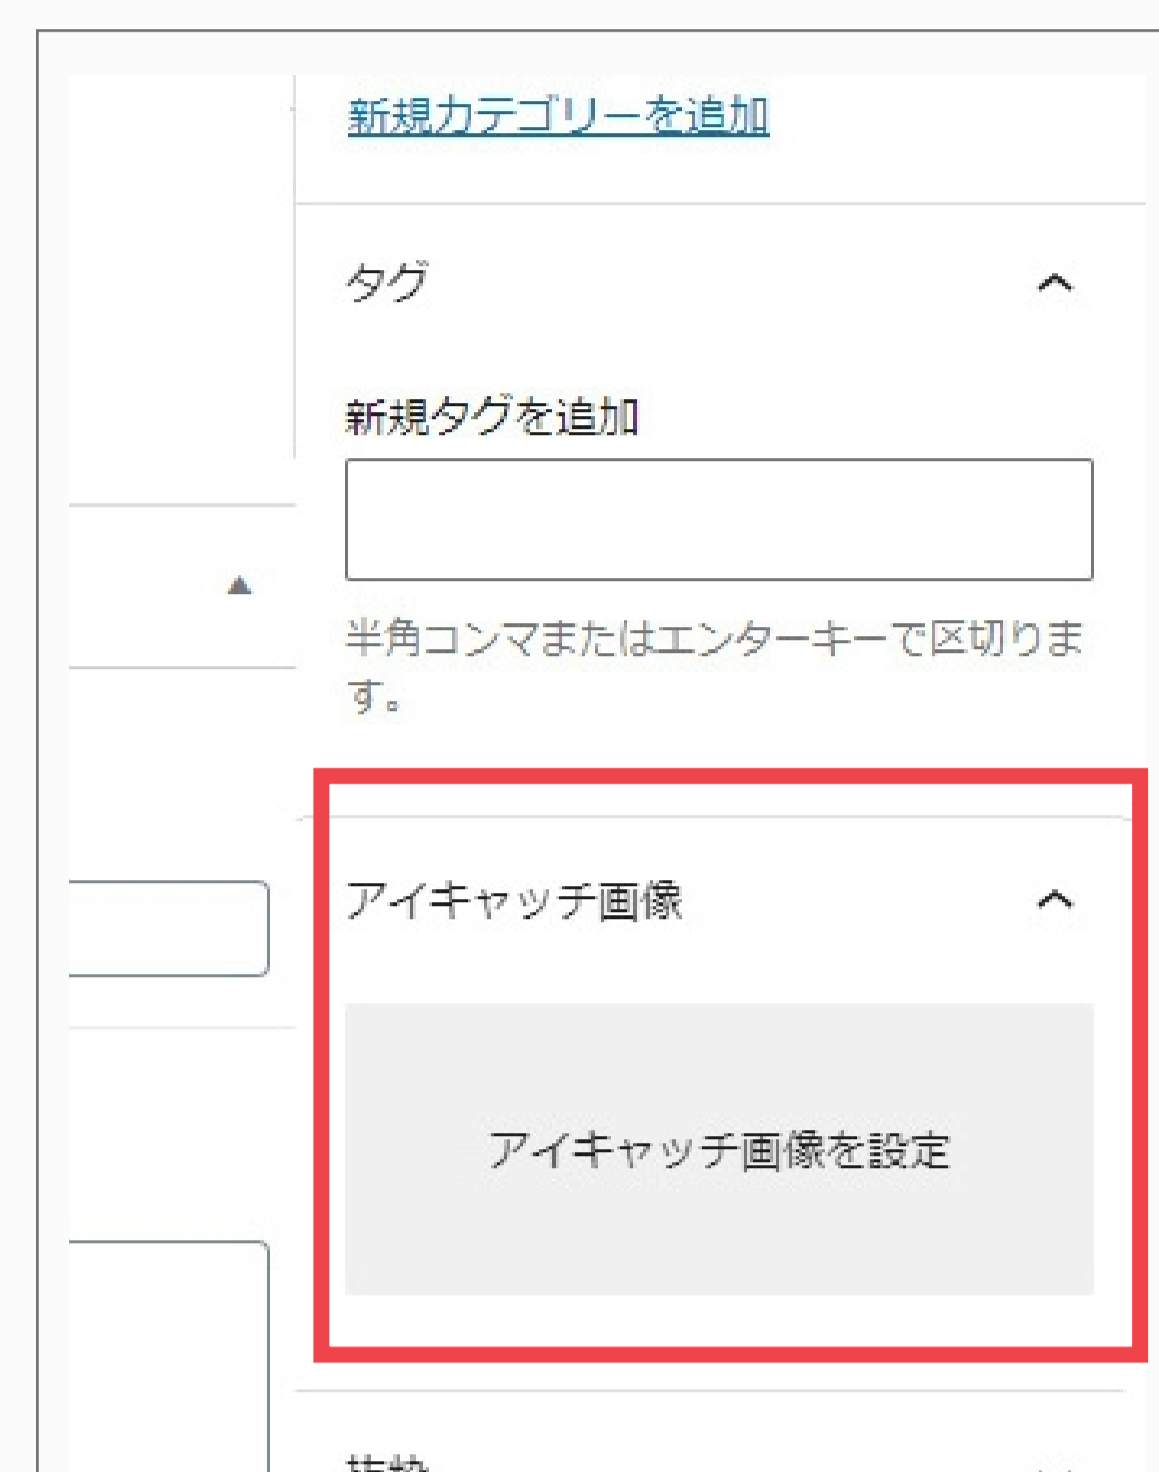 新規カテゴリーを追加
タグ
新規タグを追加
半角コンマまたはエンターキーで区切りま
す。
アイキャッチ画像
アイキャッチ画像を設定